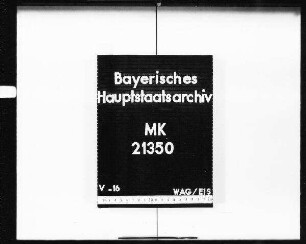 Bayerisches
Hauptstaatsarchiv
MK
21350
V - 16
WAG/EIS